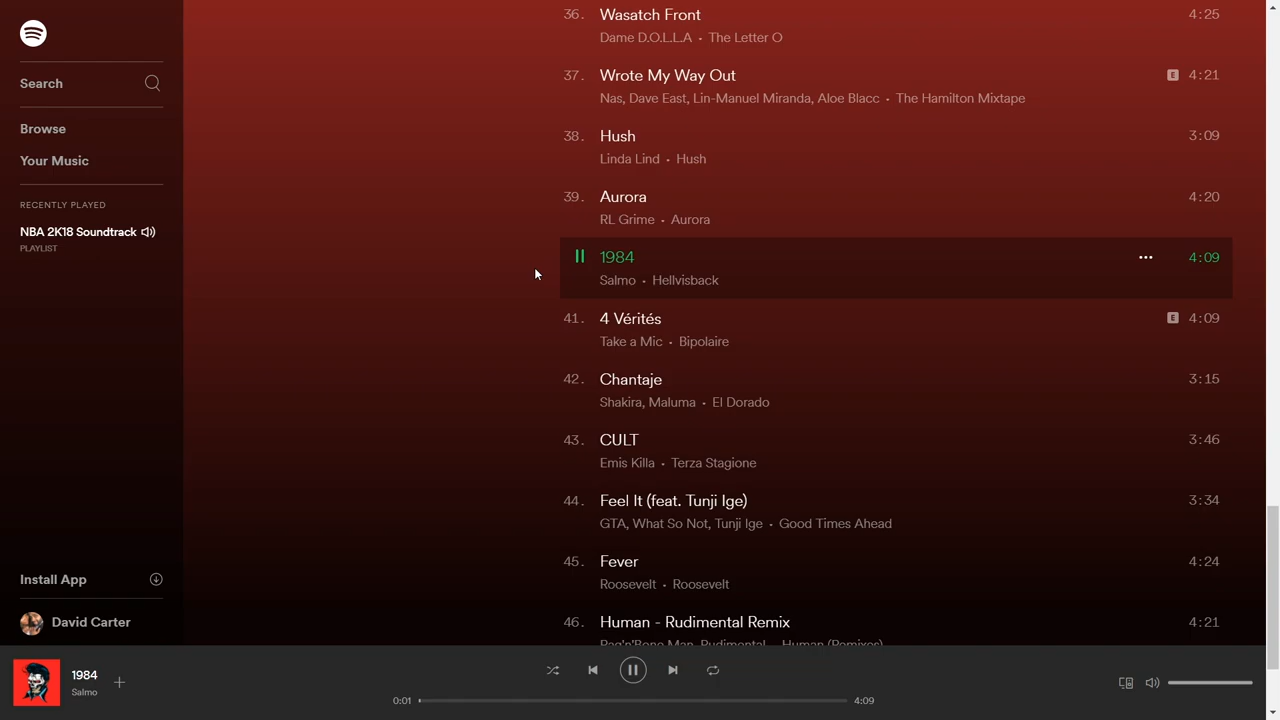 Search
Browse
Your Music
RECENTLY PLAYED
NBA 2K18 Soundtrack
PLAYLIST
Install App
David Carter
36. Wasatch Front 4:25
Dame D.O.L.L.A • The Letter O
37. Wrote My Way Out E 4:21
Nas, Dave East, Lin-Manuel Miranda, Aloe Blacc • The Hamilton Mixtape
38. Hush 3:09
Linda Lind • Hush
39. Aurora 4:20
RL Grime • Aurora
1984 ••• 4:09
Salmo • Hellvisback
41. 4 Vérités E 4:09
Take a Mic • Bipolaire
42. Chantaje 3:15
Shakira, Maluma • El Dorado
43. CULT 3:46
Emis Killa • Terza Stagione
44. Feel It (feat. Tunji Ige) 3:34
GTA, What So Not, Tunji Ige • Good Times Ahead
45. Fever 4:24
Roosevelt • Roosevelt
46. Human - Rudimental Remix 4:21
Rag'n'Bone Man, Rudimental • Human (Remixes)
1984
Salmo
0:01 4:09